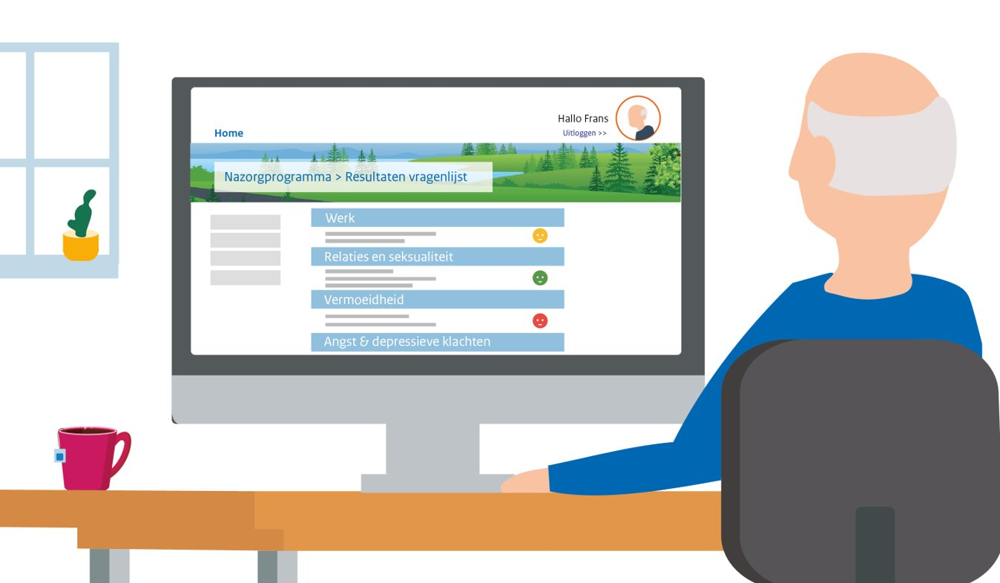 Hallo Frans
Uitloggen >>
Home
Nazorgprogramma > Resultaten vragenlijst
Werk
Relaties en seksualiteit
Vermoeidheid
Angst & depressieve klachten